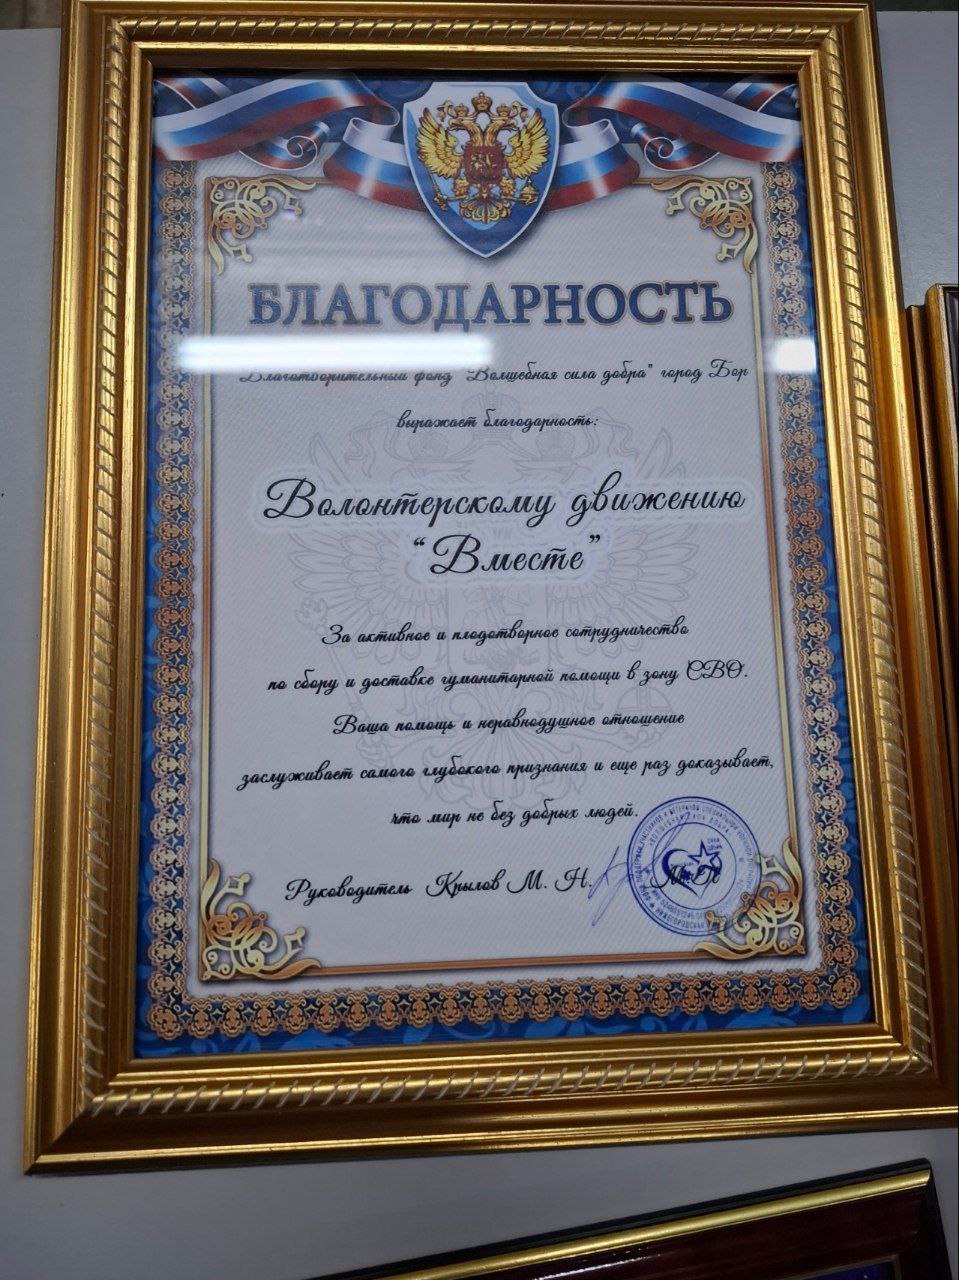 БЛАГОДАРНОСТЬ
Благотворительный фонд "Волшебная сила добра" город Бор
выражает благодарность:
Волонтерскому движению
“Вместе”
За активное и плодотворное сотрудничество
по сбору и доставке гуманитарной помощи в зону СВО.
Ваша помощь и неравнодушное отношение
заслуживает самого глубокого признания и еще раз доказывает,
что мир не без добрых людей.
Руководитель Крылов М. Н. М.П